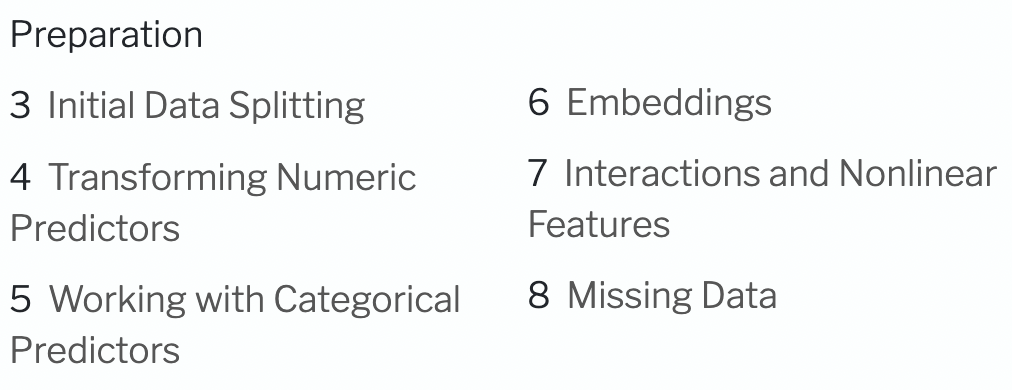 Preparation
3 Initial Data Splitting
4 Transforming Numeric
Predictors
5 Working with Categorical
Predictors
6 Embeddings
7 Interactions and Nonlinear
Features
8 Missing Data